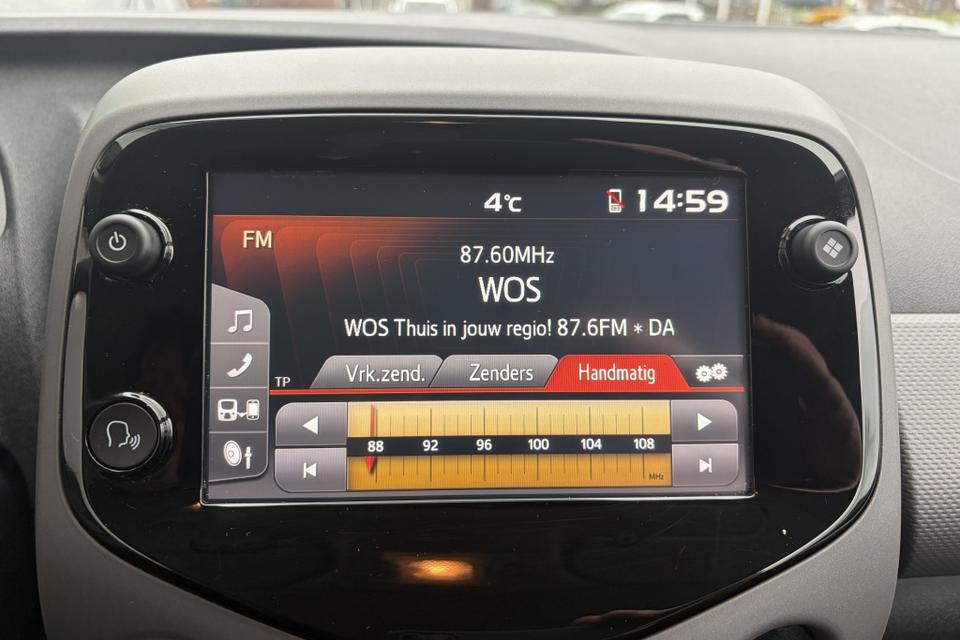 4°C 14:59
FM
87.60MHz
WOS
WOS Thuis in jouw regio! 87.6FM * DA
TP Vrk.zend. Zenders Handmatig
88 92 96 100 104 108
MHz